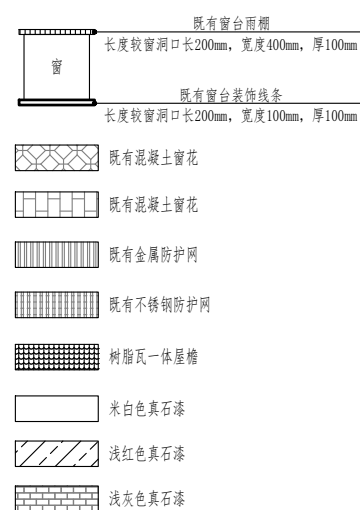 既有窗台雨棚
长度较窗洞口长200mm，宽度400mm，厚100mm
窗
既有窗台装饰线条
长度较窗洞口长200mm，宽度100mm，厚100mm
既有混凝土窗花
既有混凝土窗花
既有金属防护网
既有不锈钢防护网
树脂瓦一体屋檐
米白色真石漆
浅红色真石漆
浅灰色真石漆